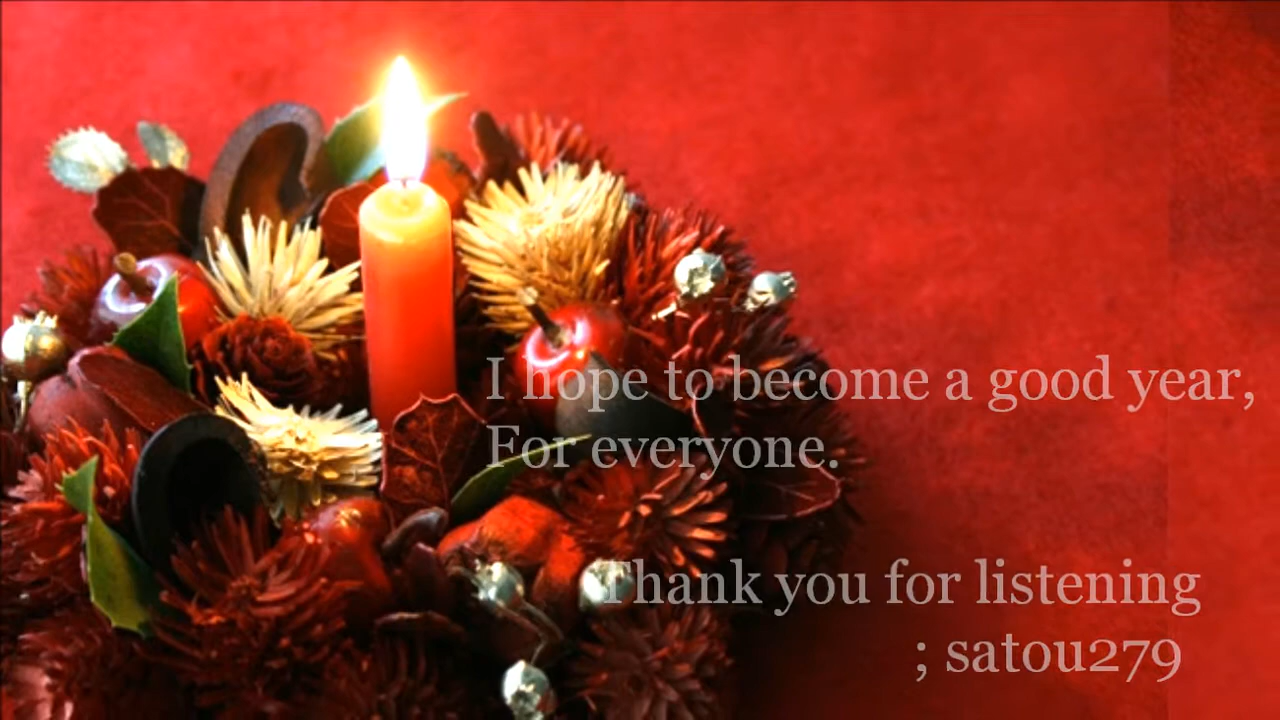 I hope to become a good year,
For everyone.
Thank you for listening
; satou279